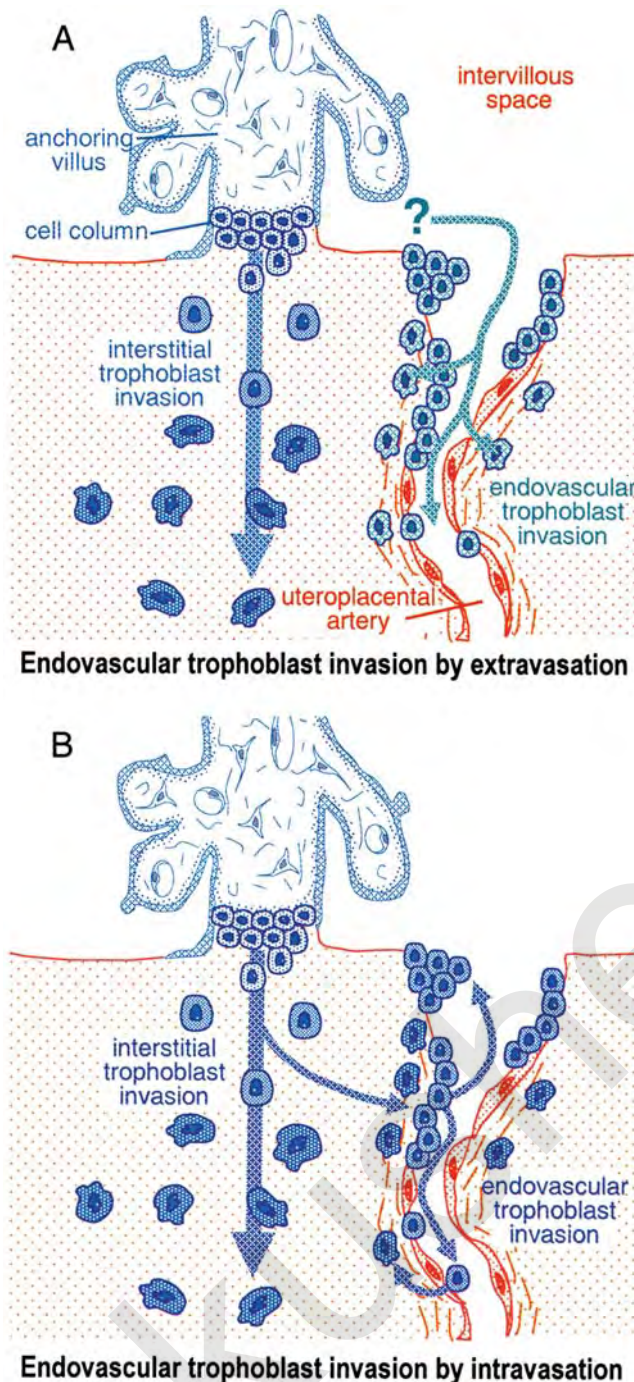 A
intervillous
space
anchoring
villus
?
cell column
interstitial
trophoblast
invasion
endovascular
trophoblast
invasion
uteroplacental
artery
Endovascular trophoblast invasion by extravasation
B
interstitial
trophoblast
invasion
endovascular
trophoblast
invasion
Endovascular trophoblast invasion by intravasation